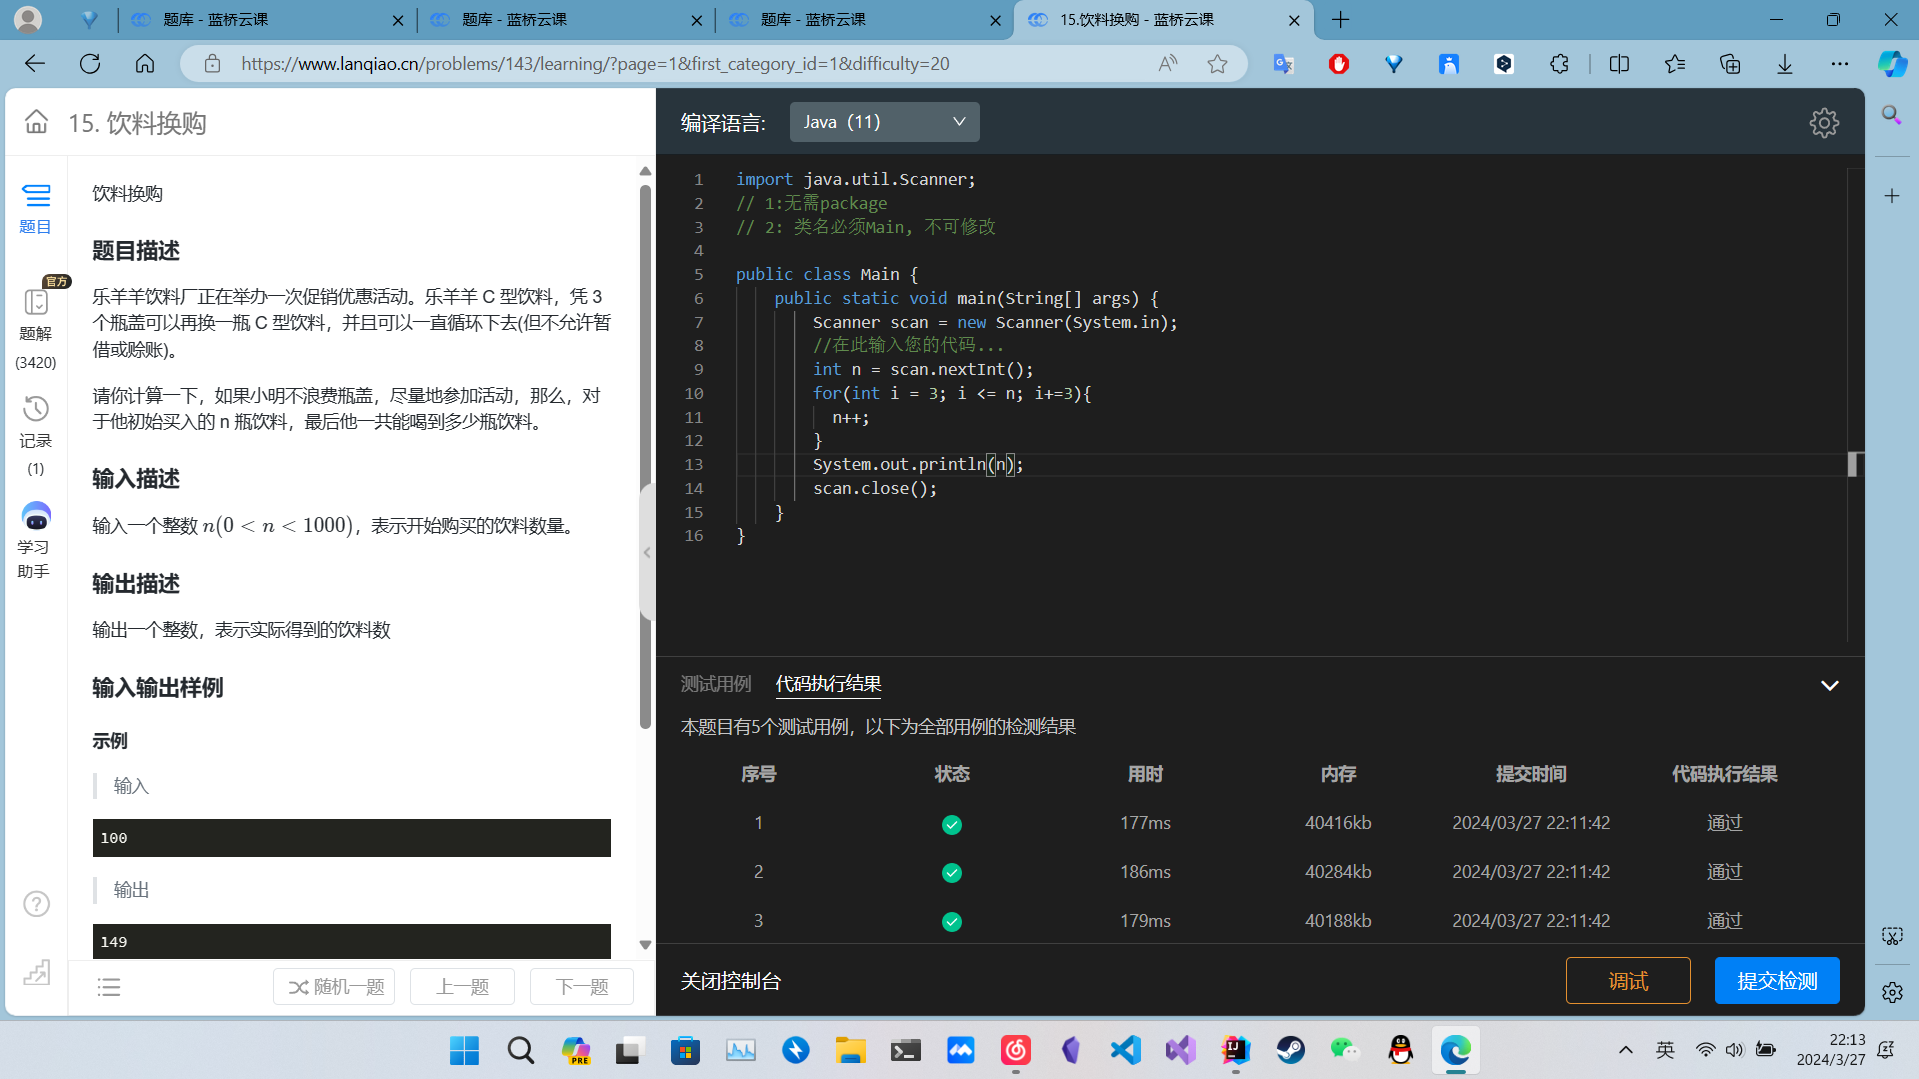 题库 - 蓝桥云课
题库 - 蓝桥云课
题库 - 蓝桥云课
15.饮料换购 - 蓝桥云课
https://www.lanqiao.cn/problems/143/learning/?page=1&first_category_id=1&difficulty=20
15. 饮料换购
题目
官方
题解
(3420)
记录
(1)
学习
助手
饮料换购
题目描述
乐羊羊饮料厂正在举办一次促销优惠活动。乐羊羊 C 型饮料，凭 3
个瓶盖可以再换一瓶 C 型饮料，并且可以一直循环下去(但不允许暂
借或赊账)。
请你计算一下，如果小明不浪费瓶盖，尽量地参加活动，那么，对
于他初始买入的 n 瓶饮料，最后他一共能喝到多少瓶饮料。
输入描述
输入一个整数 n(0 < n < 1000)，表示开始购买的饮料数量。
输出描述
输出一个整数，表示实际得到的饮料数
输入输出样例
示例
输入
100
输出
149
随机一题
上一题
下一题
编译语言:
Java（11）
1 import java.util.Scanner;
2 // 1:无需package
3 // 2: 类名必须Main, 不可修改
4
5 public class Main {
6 public static void main(String[] args) {
7 Scanner scan = new Scanner(System.in);
8 //在此输入您的代码...
9 int n = scan.nextInt();
10 for(int i = 3; i <= n; i+=3){
11 n++;
12 }
13 System.out.println(n);
14 scan.close();
15 }
16 }
测试用例 代码执行结果
本题目有5个测试用例，以下为全部用例的检测结果
序号 状态 用时 内存 提交时间 代码执行结果
1 177ms 40416kb 2024/03/27 22:11:42 通过
2 186ms 40284kb 2024/03/27 22:11:42 通过
3 179ms 40188kb 2024/03/27 22:11:42 通过
关闭控制台
调试
提交检测
PRE
英
22:13
2024/3/27